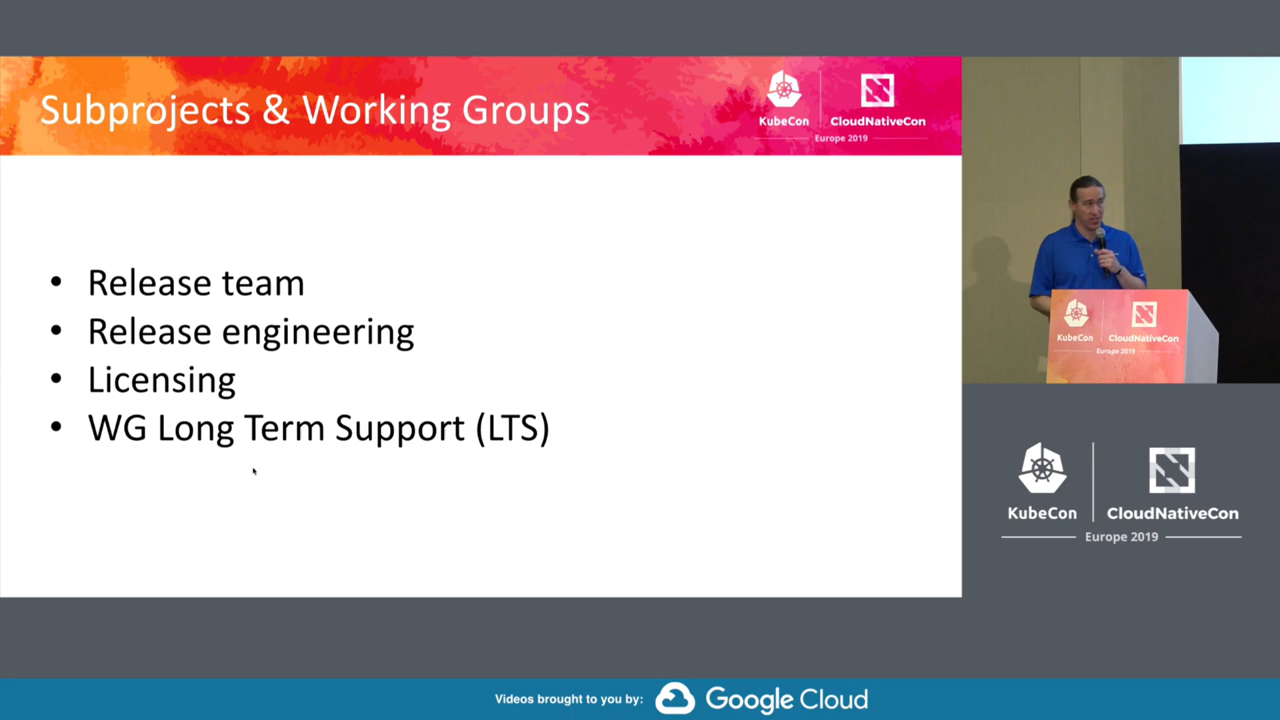 Subprojects & Working Groups
KubeCon
CloudNativeCon
Europe 2019
• Release team
• Release engineering
• Licensing
• WG Long Term Support (LTS)
KubeCon
CloudNativeCon
Europe 2019
KubeCon
CloudNativeCon
Europe 2019
Videos brought to you by:
Google Cloud